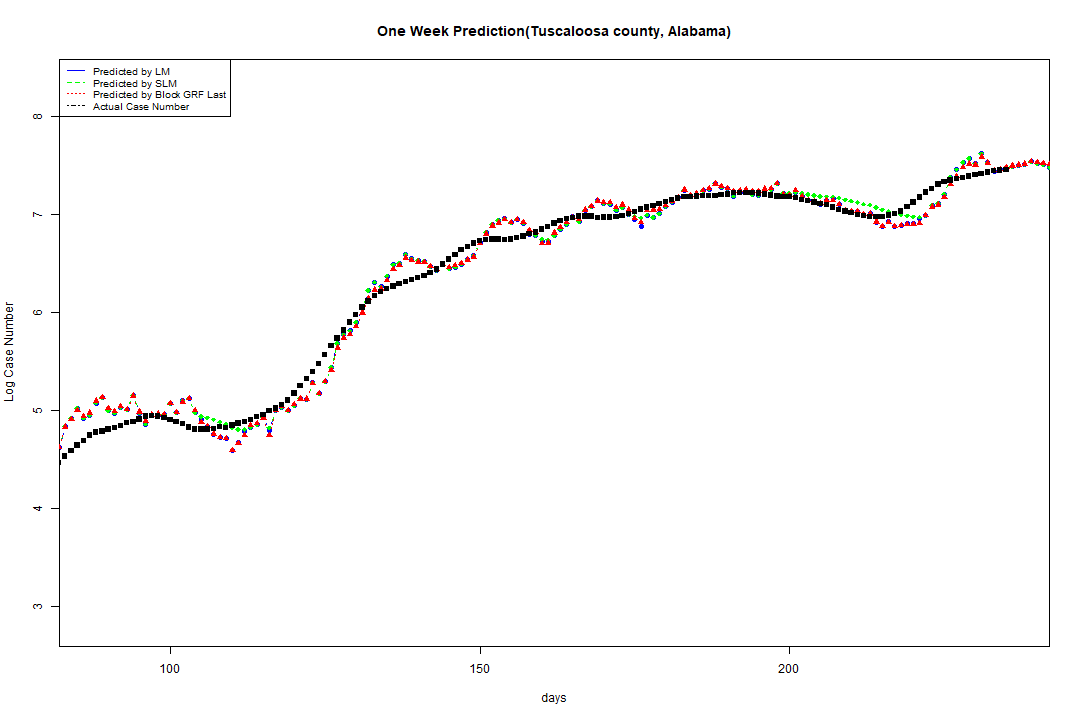 One Week Prediction(Tuscaloosa county, Alabama)
Predicted by LM
Predicted by SLM
Predicted by Block GRF Last
Actual Case Number
8
7
6
5
4
3
Log Case Number
100 150 200
days